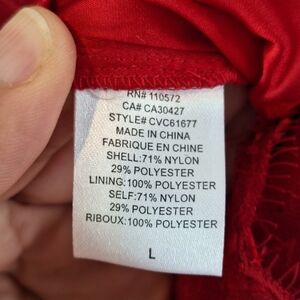 RN# 110572
CA# CA30427
STYLE# CVC61677
MADE IN CHINA
FABRIQUE EN CHINE
SHELL:71% NYLON
29% POLYESTER
LINING:100% POLYESTER
SELF:71% NYLON
29% POLYESTER
RIBOUX:100% POLYESTER
L